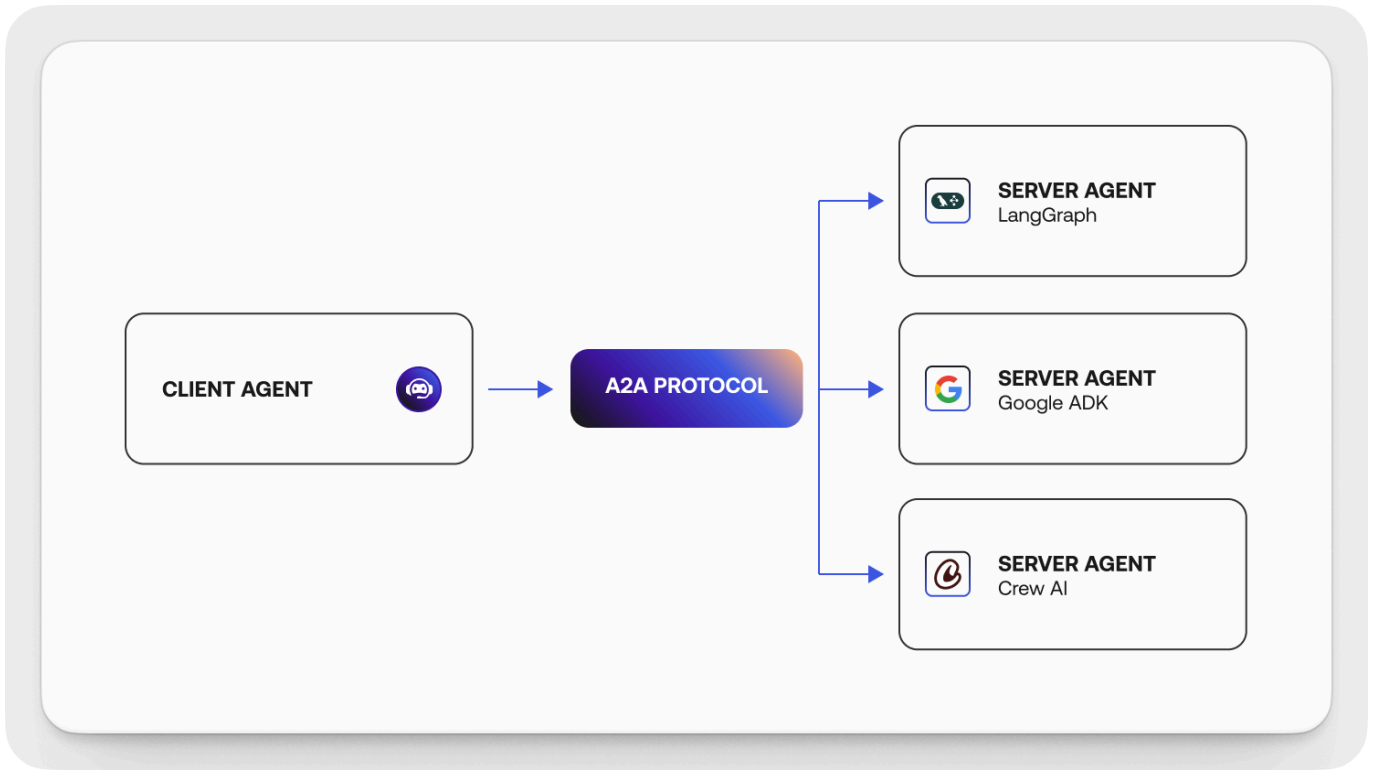 CLIENT AGENT
A2A PROTOCOL
SERVER AGENT
LangGraph
SERVER AGENT
Google ADK
SERVER AGENT
Crew AI